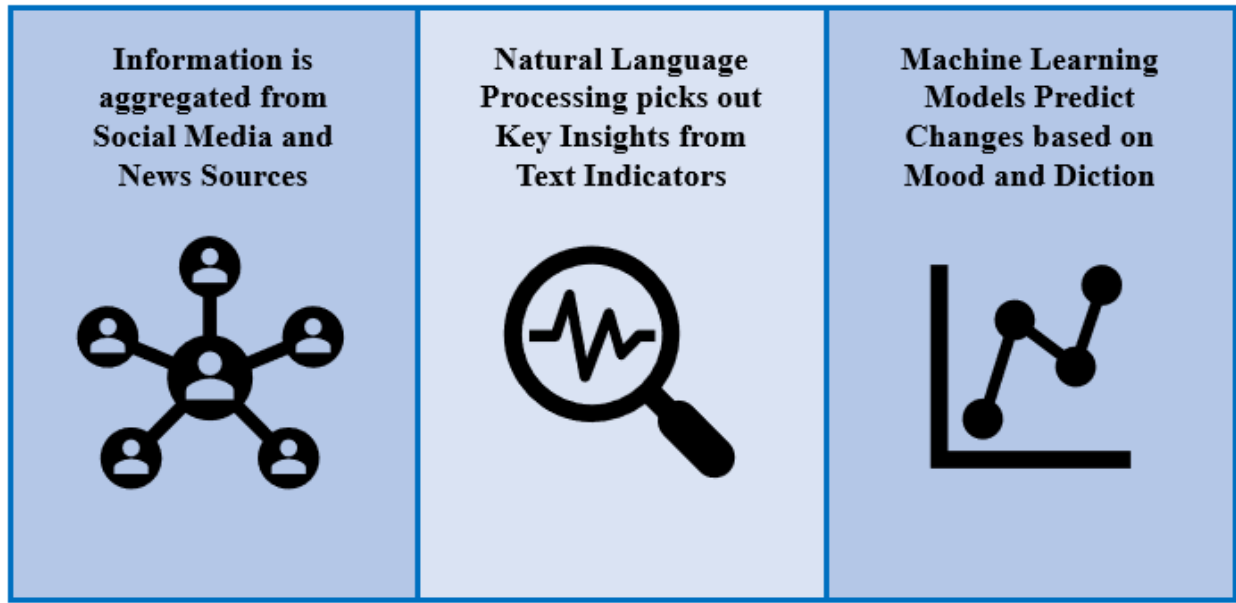 Information is
aggregated from
Social Media and
News Sources
Natural Language
Processing picks out
Key Insights from
Text Indicators
Machine Learning
Models Predict
Changes based on
Mood and Diction